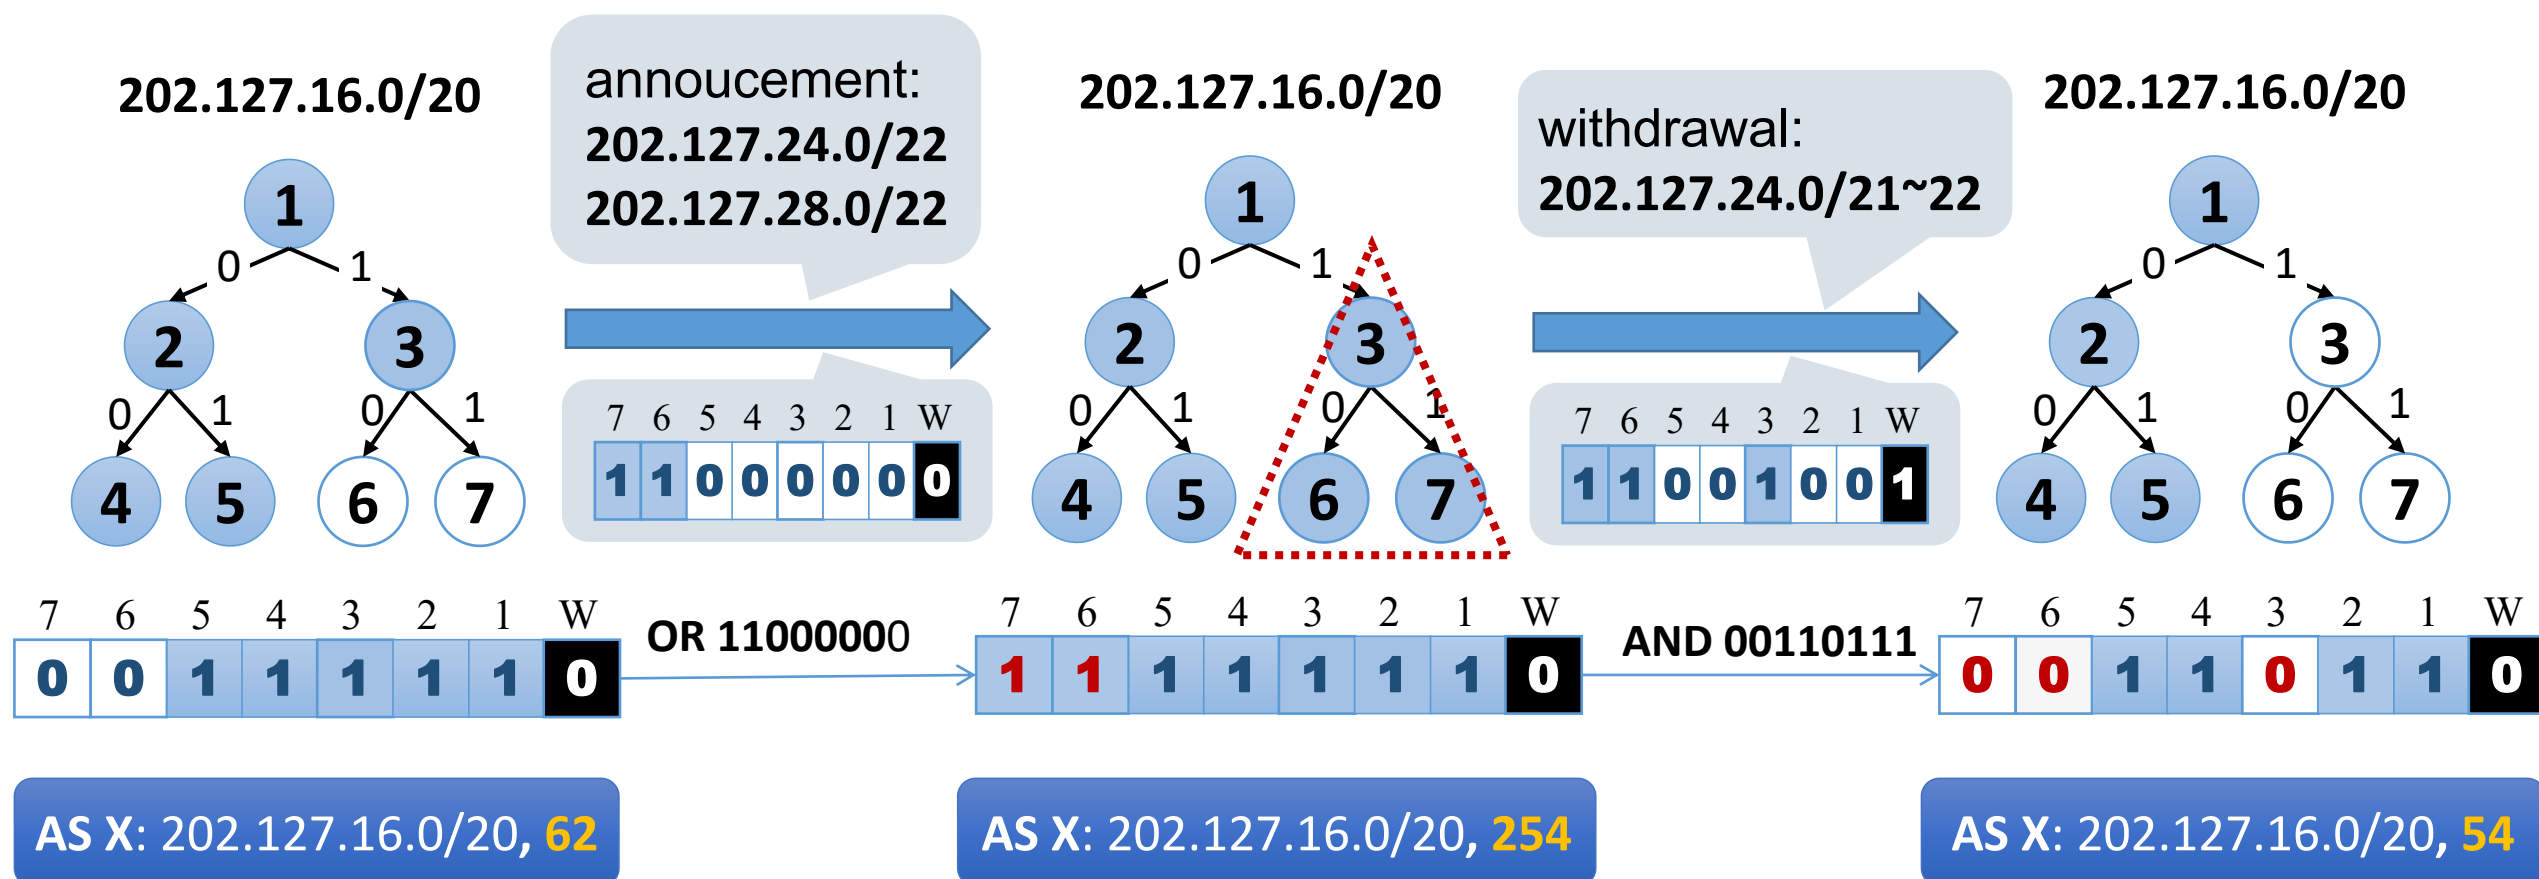 202.127.16.0/20
annoucement:
202.127.24.0/22
202.127.28.0/22
202.127.16.0/20
withdrawal:
202.127.24.0/21~22
202.127.16.0/20
1
0 1
2 3
0 1 0 1
4 5 6 7
7 6 5 4 3 2 1 W
1 1 0 0 0 0 0 0
1
0 1
2 3
0 1 0 1
4 5 6 7
7 6 5 4 3 2 1 W
1 1 0 0 1 0 0 1
1
0 1
2 3
0 1 0 1
4 5 6 7
7 6 5 4 3 2 1 W
0 0 1 1 1 1 1 0
OR 11000000
7 6 5 4 3 2 1 W
1 1 1 1 1 1 1 0
AND 00110111
7 6 5 4 3 2 1 W
0 0 1 1 0 1 1 0
AS X: 202.127.16.0/20, 62
AS X: 202.127.16.0/20, 254
AS X: 202.127.16.0/20, 54